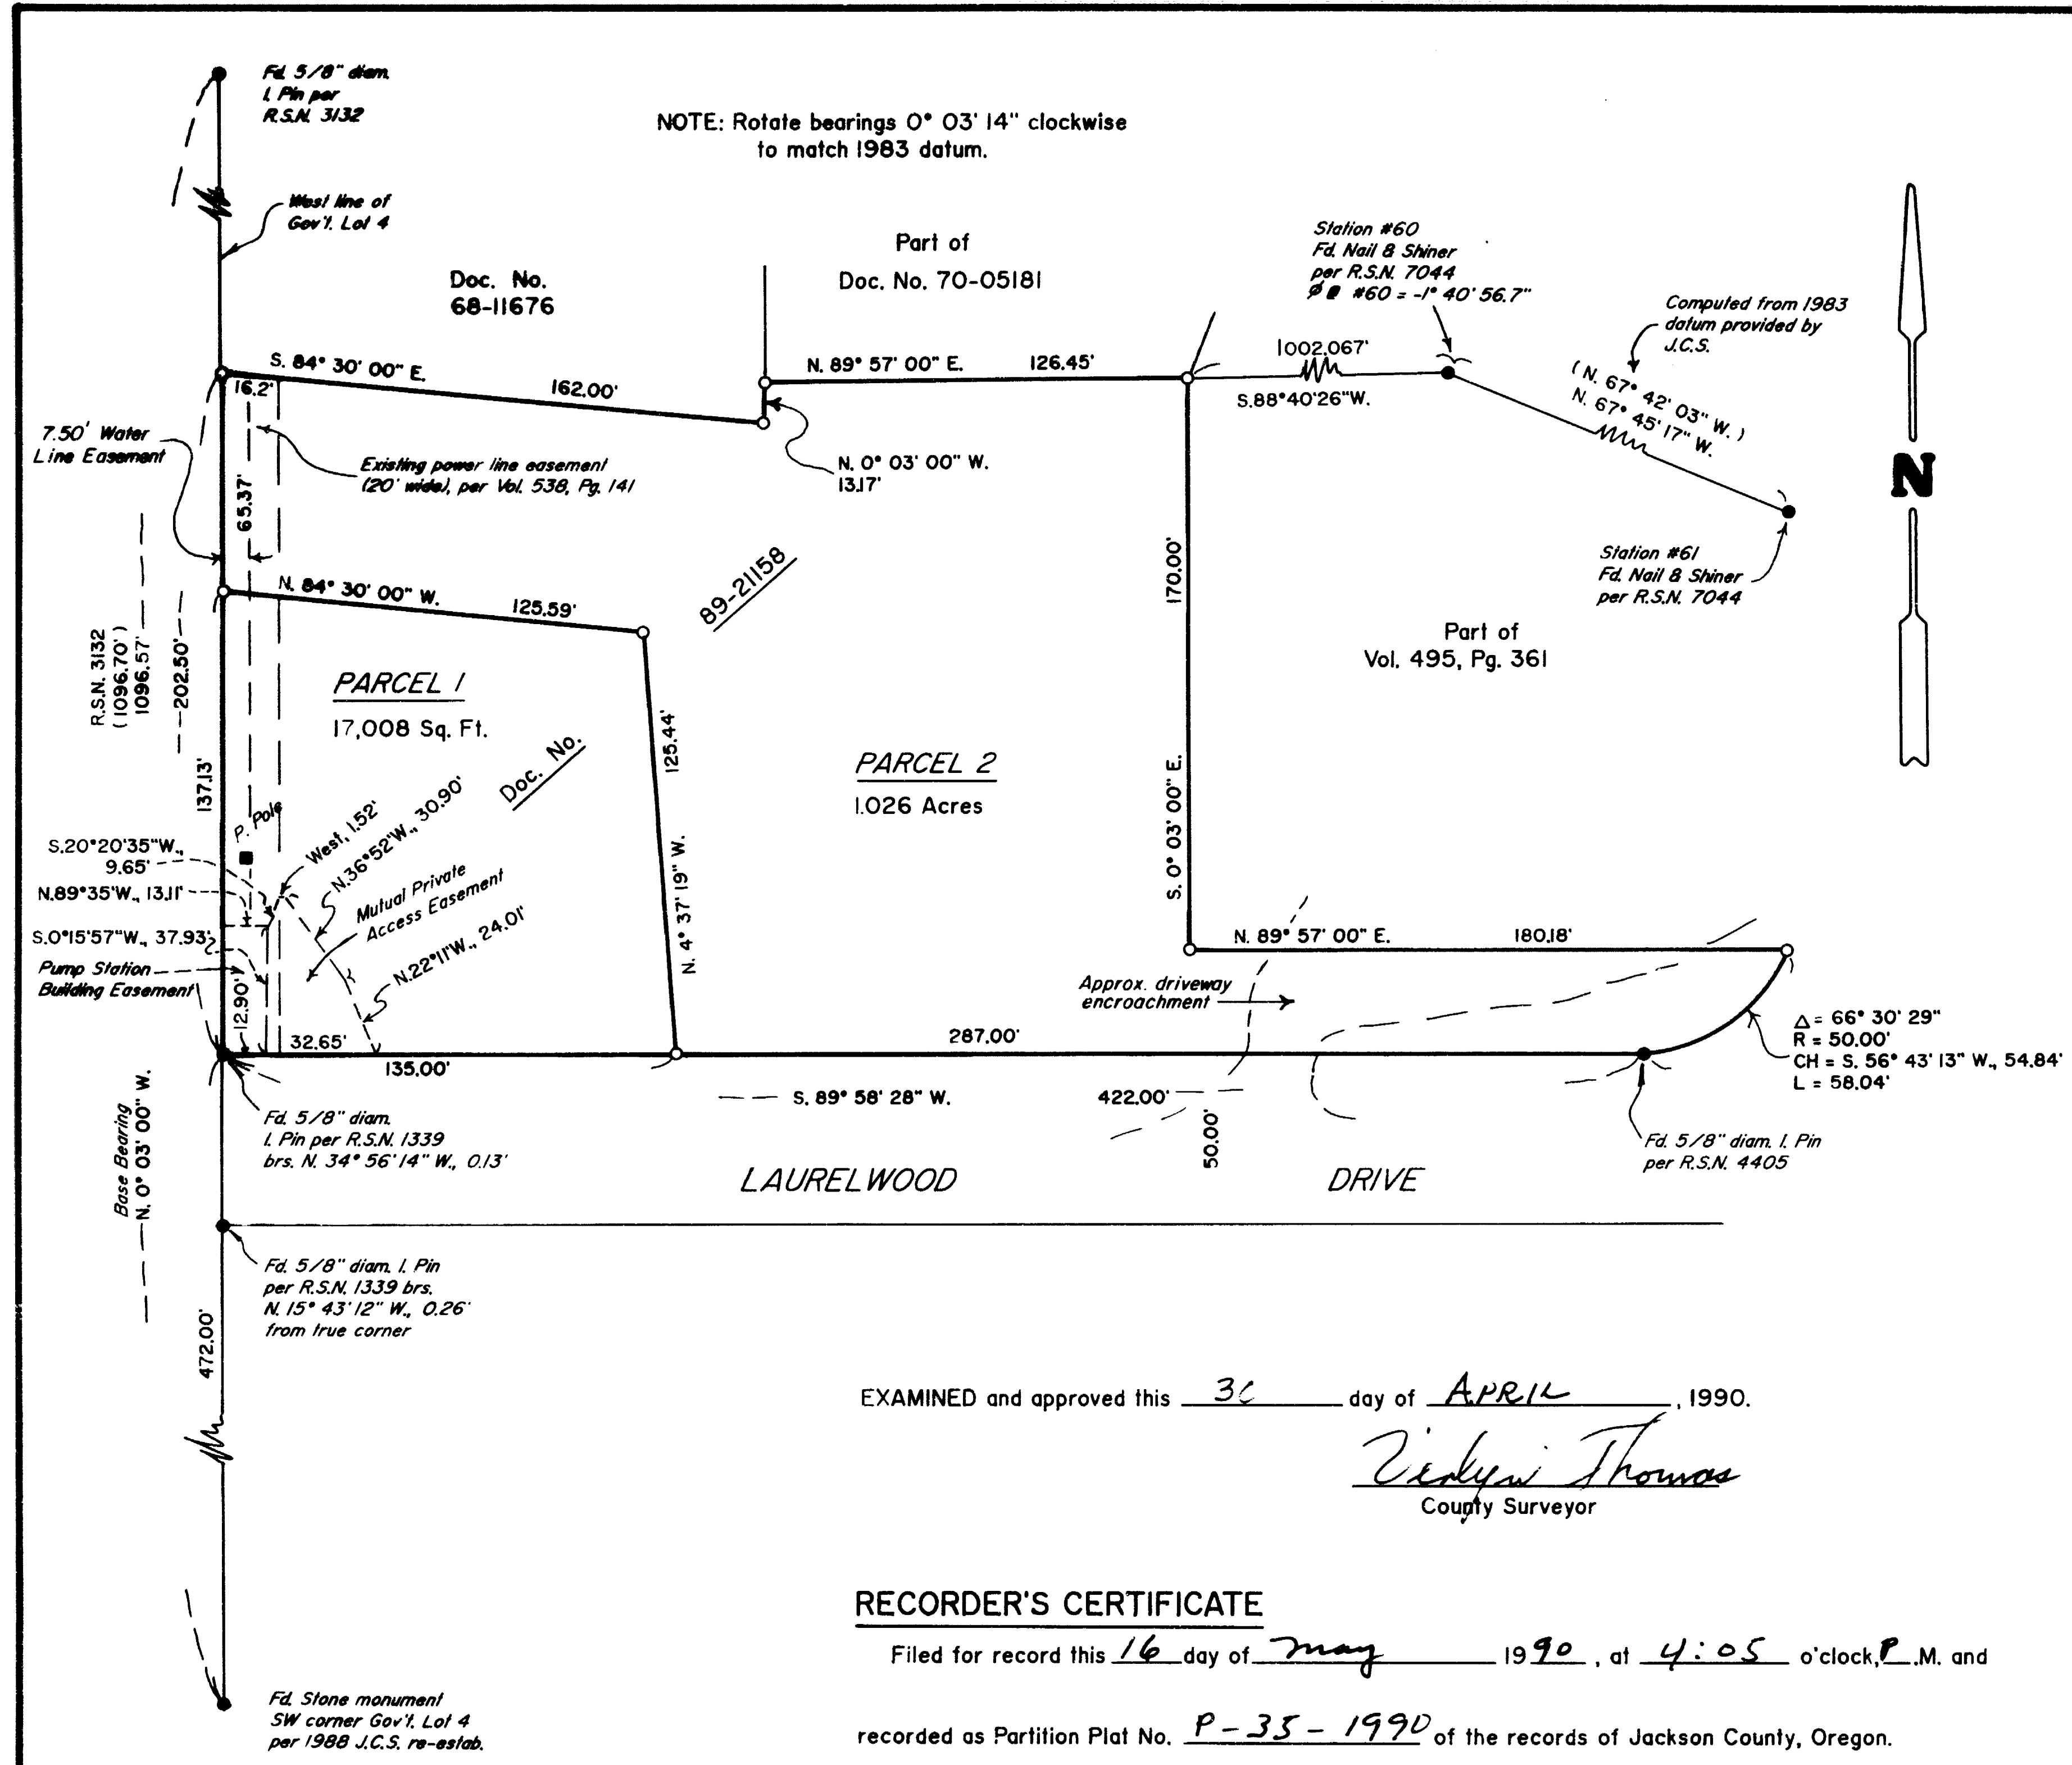 Fd. 5/8" diam.
I. Pin per
R.S.N. 3132
NOTE: Rotate bearings 0° 03' 14" clockwise
to match 1983 datum.
West line of
Gov't. Lot 4
Doc. No.
68-11676
Part of
Doc. No. 70-05181
Station #60
Fd. Nail & Shiner
per R.S.N. 7044
#60 = -1° 40' 56.7"
Computed from 1983
datum provided by
J.C.S.
S. 84° 30' 00" E.
162.00'
16.2'
N. 89° 57' 00" E. 126.45'
1002.067'
S.88°40'26"W.
( N. 67° 42' 03" W. )
N. 67° 45' 17" W.
7.50' Water
Line Easement
65.37'
Existing power line easement
(20' wide), per Vol. 538, Pg. 141
N. 0° 03' 00" W.
13.17'
Station #61
Fd. Nail & Shiner
per R.S.N. 7044
N. 84° 30' 00" W.
125.59'
89-21158
170.00'
S. 0° 03' 00" E.
Part of
Vol. 495, Pg. 361
N
R.S.N. 3132
( 1096.70' )
1096.57'
202.50'
137.13'
PARCEL 1
17,008 Sq. Ft.
125.44'
N. 4° 37' 19" W.
Doc. No.
PARCEL 2
1.026 Acres
P. Pole
West, 1.52'
N.36°52'W., 30.90'
Mutual Private
Access Easement
N.22°11'W., 24.01'
S.20°20'35"W.,
9.65'
N.89°35'W., 13.11'
S.0°15'57"W., 37.93'
Pump Station
Building Easement
12.90'
32.65'
135.00'
287.00'
N. 89° 57' 00" E. 180.18'
Approx. driveway
encroachment
Δ = 66° 30' 29"
R = 50.00'
CH = S. 56° 43' 13" W., 54.84'
L = 58.04'
S. 89° 58' 28" W. 422.00'
50.00'
Fd. 5/8" diam.
I. Pin per R.S.N. 1339
brs. N. 34° 56' 14" W., 0.13'
Fd. 5/8" diam. I. Pin
per R.S.N. 4405
Base Bearing
N. 0° 03' 00" W.
LAURELWOOD DRIVE
Fd. 5/8" diam. I. Pin
per R.S.N. 1339 brs.
N. 15° 43' 12" W., 0.26'
from true corner
472.00'
EXAMINED and approved this 30 day of APRIL, 1990.
Thomas
County Surveyor
RECORDER'S CERTIFICATE
Filed for record this 16 day of may 1990, at 4:05 o'clock, P.M. and
recorded as Partition Plat No. P-35-1990 of the records of Jackson County, Oregon.
Fd. Stone monument
SW corner Gov't. Lot 4
per 1988 J.C.S. re-estab.